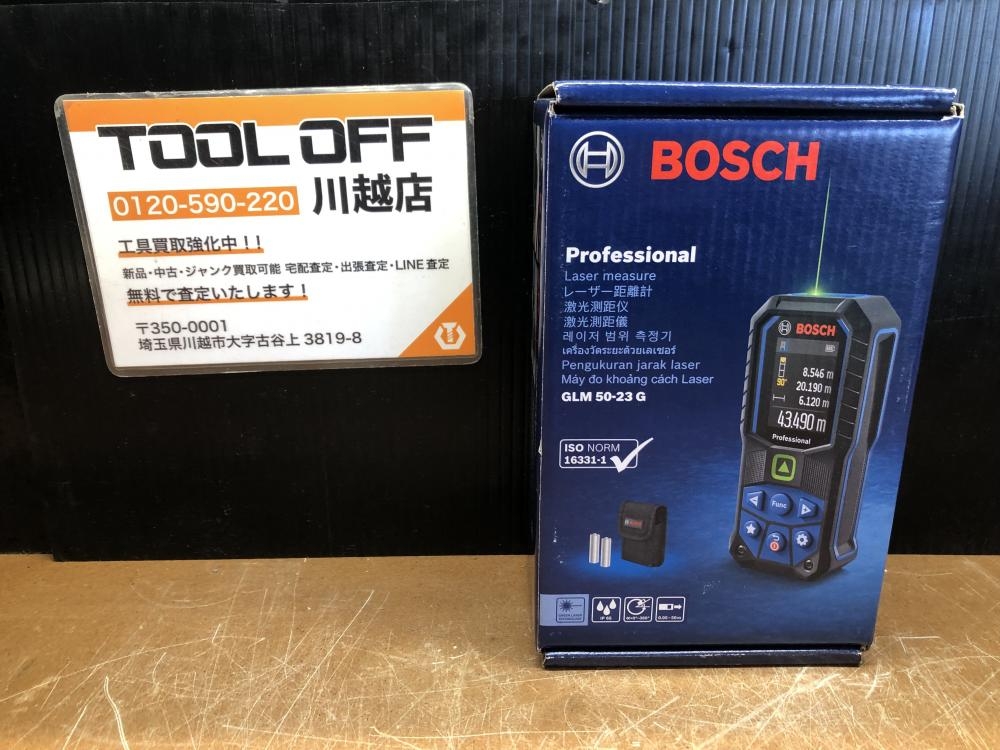 TOOL OFF
0120-590-220 川越店
工具買取強化中!!
新品・中古・ジャンク買取可能 宅配査定・出張査定・LINE査定
無料で査定いたします!
〒350-0001
埼玉県川越市大字古谷上 3819-8
BOSCH
Professional
Laser measure
レーザー距離計
激光测距仪
激光測距儀
레이저 범위 측정기
เครื่องวัดระยะด้วยเลเซอร์
Pengukuran jarak laser
Máy đo khoảng cách Laser
GLM 50-23 G
ISO NORM
16331-1
BOSCH
90°
8.546 m
20.190 m
6.120 m
43.490 m
Professional
Func
BOSCH
IP 65
0.05 - 50m